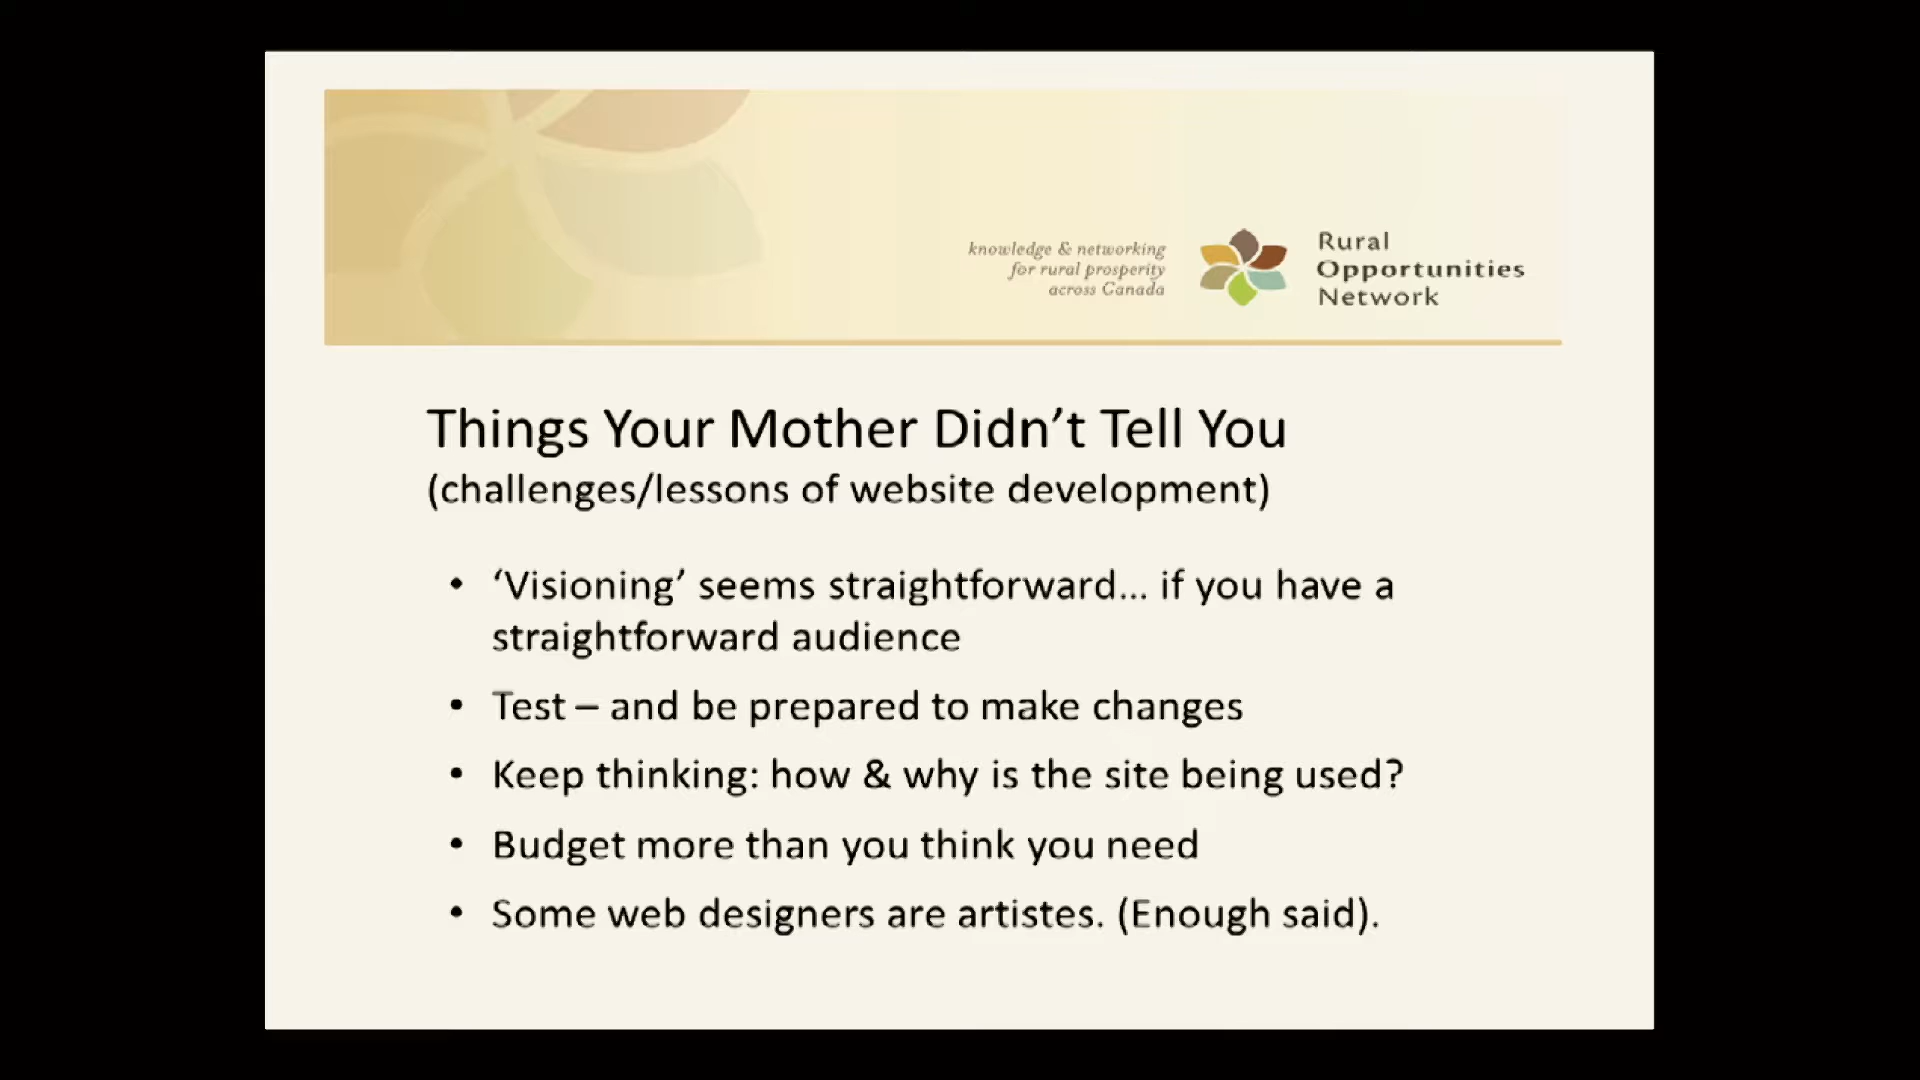 knowledge & networking
for rural prosperity
across Canada
Rural
Opportunities
Network
Things Your Mother Didn’t Tell You
(challenges/lessons of website development)
• ‘Visioning’ seems straightforward... if you have a
straightforward audience
• Test – and be prepared to make changes
• Keep thinking: how & why is the site being used?
• Budget more than you think you need
• Some web designers are artistes. (Enough said).